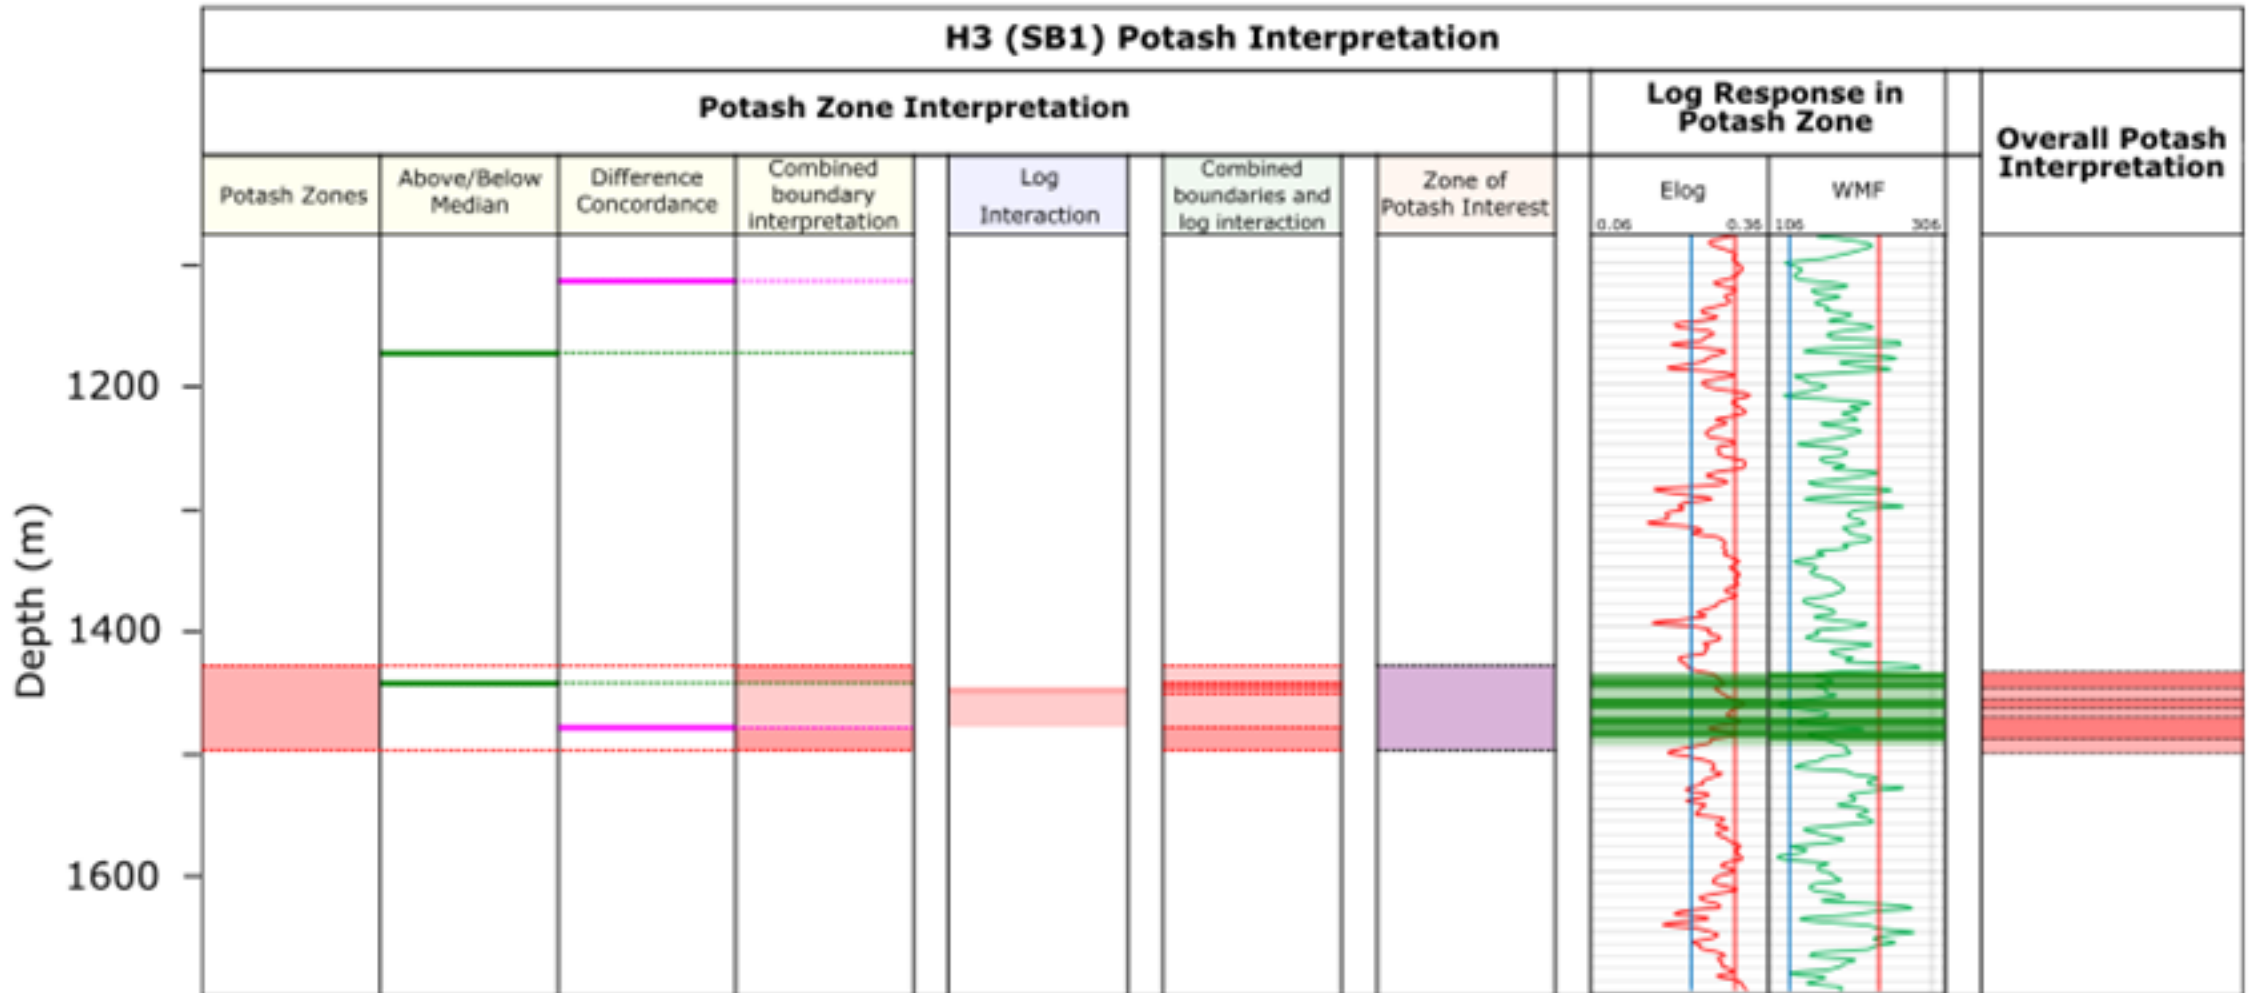 H3 (SB1) Potash Interpretation
Potash Zone Interpretation
Log Response in
Potash Zone
Overall Potash
Interpretation
Potash Zones
Above/Below
Median
Difference
Concordance
Combined
boundary
interpretation
Log
Interaction
Combined
boundaries and
log interaction
Zone of
Potash Interest
Elog
0.06 0.36
WMF
106 306
Depth (m)
1200
1400
1600